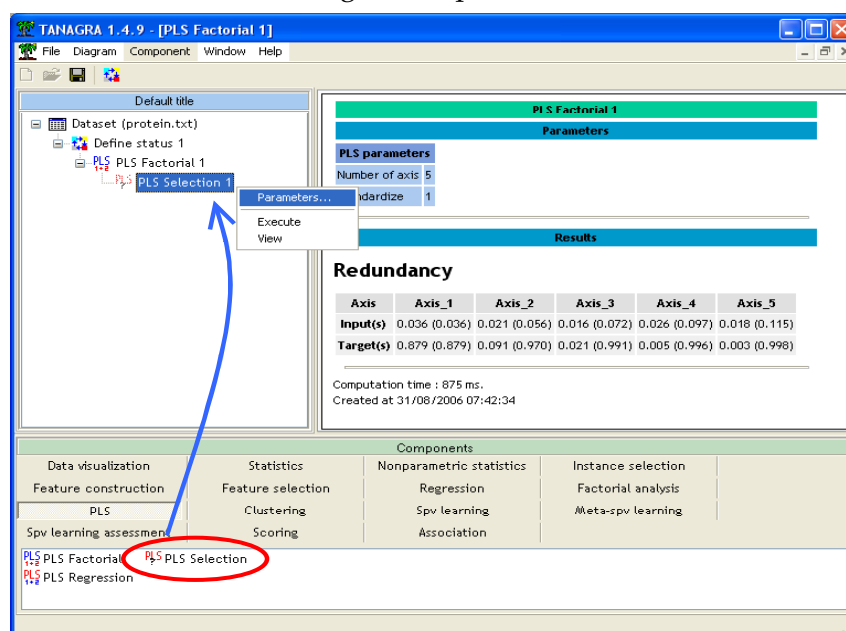 TANAGRA 1.4.9 - [PLS Factorial 1]
File Diagram Component Window Help
Default title
Dataset (protein.txt)
Define status 1
PLS Factorial 1
PLS Selection 1
Parameters...
Execute
View
PLS Factorial 1
Parameters
PLS parameters
Number of axis 5
1
Results
Redundancy
Axis Axis_1 Axis_2 Axis_3 Axis_4 Axis_5
Input(s) 0.036 (0.036) 0.021 (0.056) 0.016 (0.072) 0.026 (0.097) 0.018 (0.115)
Target(s) 0.879 (0.879) 0.091 (0.970) 0.021 (0.991) 0.005 (0.996) 0.003 (0.998)
Computation time : 875 ms.
Created at 31/08/2006 07:42:34
Components
Data visualization Statistics Nonparametric statistics Instance selection
Feature construction Feature selection Regression Factorial analysis
PLS Clustering Spv learning Meta-spv learning
Spv learning assessment Scoring Association
PLS Factorial PLS Selection
PLS Regression